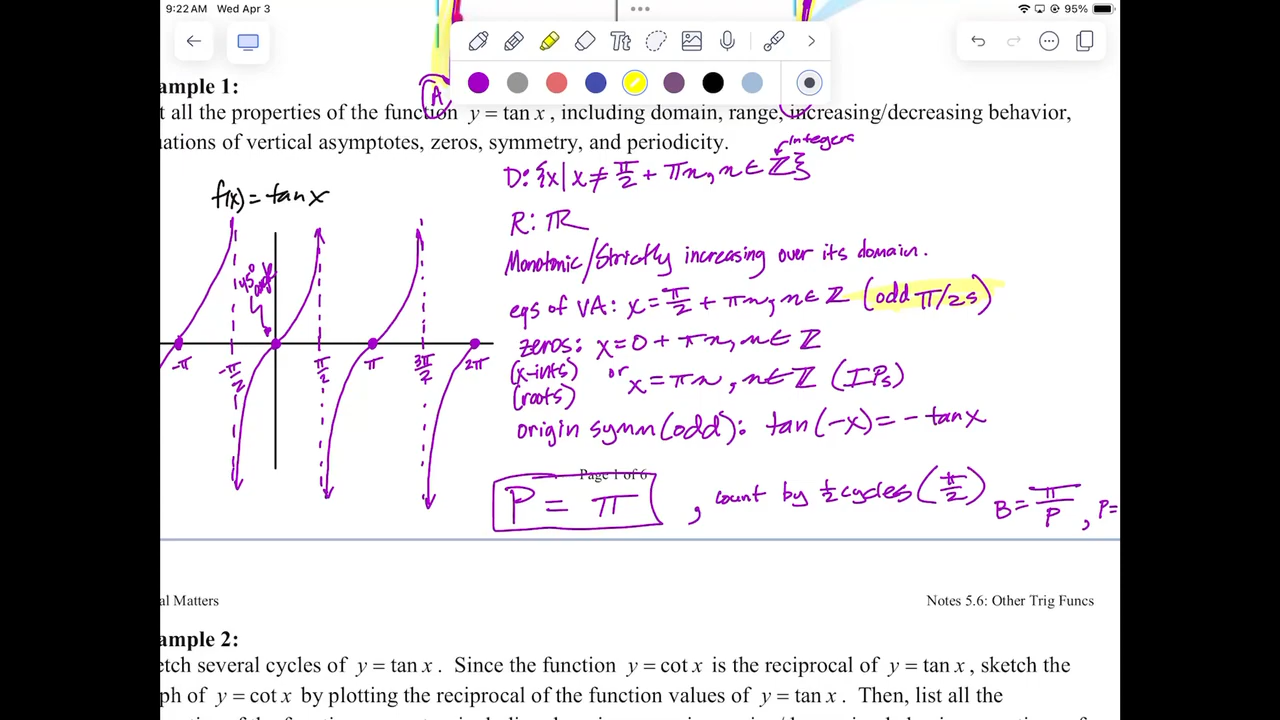 9:22 AM Wed Apr 3
95%
Tt
ample 1:
A
t all the properties of the function y = tan x, including domain, range, increasing/decreasing behavior,
ations of vertical asymptotes, zeros, symmetry, and periodicity.
integers
D: {x | x ≠ π/2 + πn, n ∈ ℤ}
f(x) = tan x
R: ℝ
Monotonic/Strictly increasing over its domain.
eqs of VA: x = π/2 + πn, n ∈ ℤ (odd π/2s)
zeros: x = 0 + πn, n ∈ ℤ
(x-ints) or x = πn, n ∈ ℤ (IPs)
(roots)
45°
-π -π/2 π/2 π 3π/2 2π
origin symm (odd): tan(-x) = - tan x
Page 1 of 6
P = π, count by ½ cycles (π/2) B = π/P, P =
al Matters
Notes 5.6: Other Trig Funcs
ample 2:
etch several cycles of y = tan x. Since the function y = cot x is the reciprocal of y = tan x, sketch the
ph of y = cot x by plotting the reciprocal of the function values of y = tan x. Then, list all the